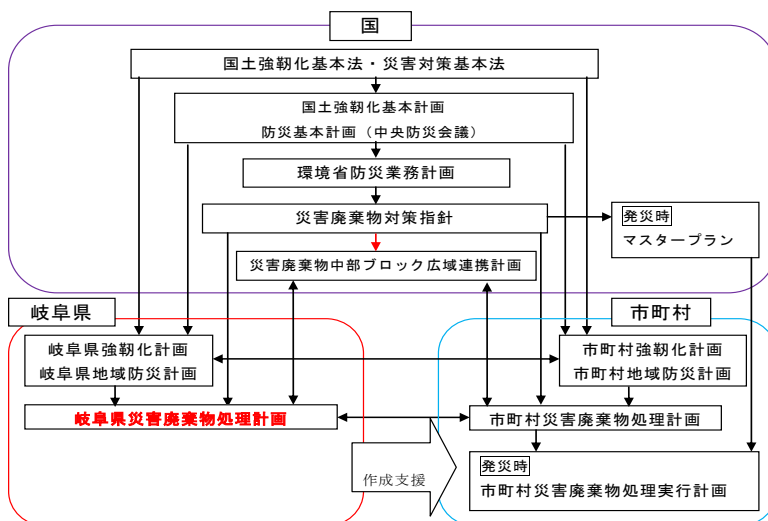 国
国土強靭化基本法・災害対策基本法
国土強靭化基本計画
防災基本計画（中央防災会議）
環境省防災業務計画
災害廃棄物対策指針
発災時
マスタープラン
災害廃棄物中部ブロック広域連携計画
岐阜県
市町村
岐阜県強靭化計画
岐阜県地域防災計画
市町村強靭化計画
市町村地域防災計画
岐阜県災害廃棄物処理計画
市町村災害廃棄物処理計画
作成支援
発災時
市町村災害廃棄物処理実行計画